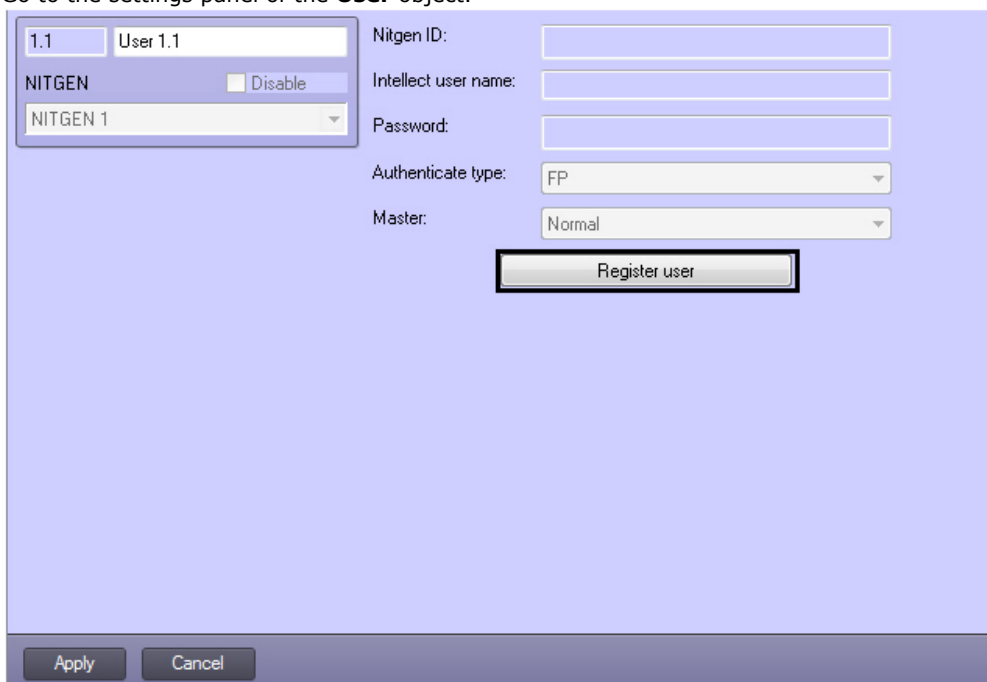 Go to the settings panel of the User object.
1.1 User 1.1
NITGEN Disable
NITGEN 1
Nitgen ID:
Intellect user name:
Password:
Authenticate type: FP
Master: Normal
Register user
Apply Cancel